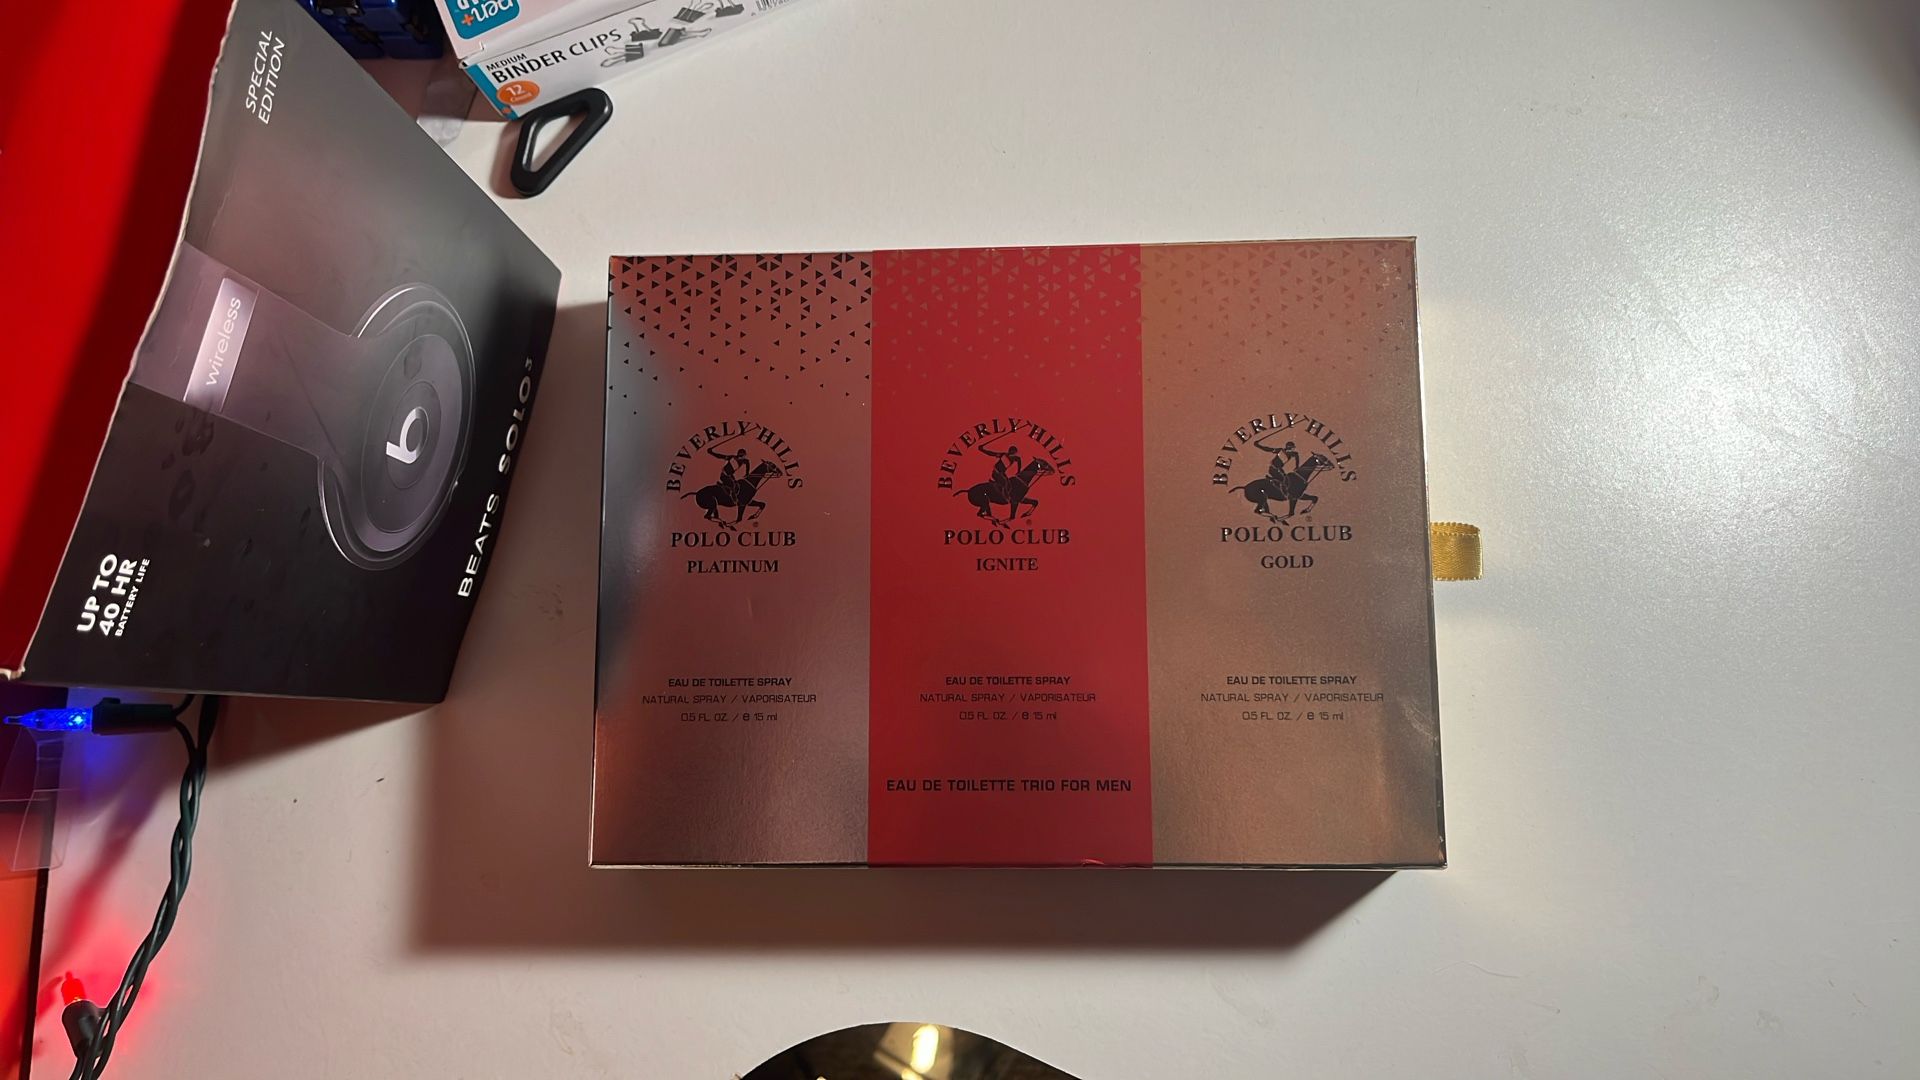 SPECIAL
EDITION
wireless
b
UP TO
40 HR
BATTERY LIFE
BEATS SOLO3
pen+
MEDIUM
BINDER CLIPS
12
Count
BEVERLY HILLS
POLO CLUB
PLATINUM
EAU DE TOILETTE SPRAY
NATURAL SPRAY / VAPORISATEUR
0.5 FL. OZ. / e 15 ml
BEVERLY HILLS
POLO CLUB
IGNITE
EAU DE TOILETTE SPRAY
NATURAL SPRAY / VAPORISATEUR
0.5 FL. OZ. / e 15 ml
EAU DE TOILETTE TRIO FOR MEN
BEVERLY HILLS
POLO CLUB
GOLD
EAU DE TOILETTE SPRAY
NATURAL SPRAY / VAPORISATEUR
0.5 FL. OZ. / e 15 ml